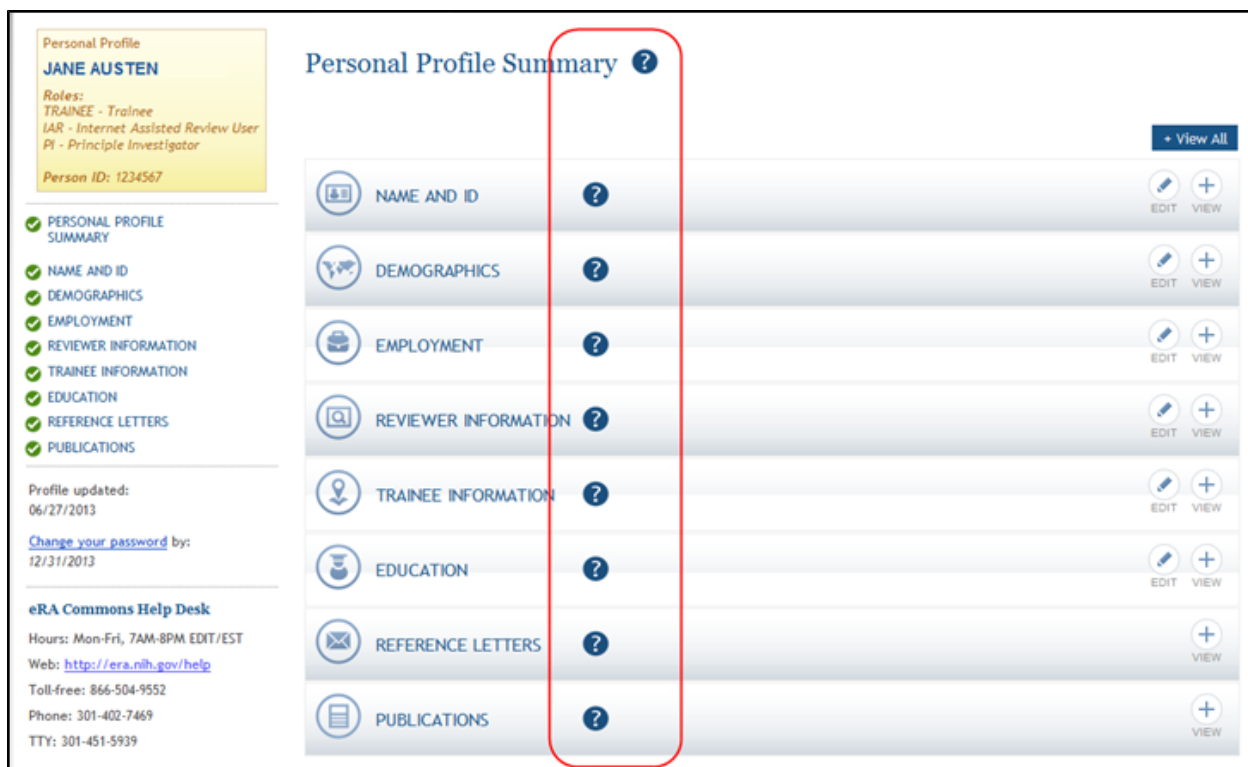 Personal Profile
JANE AUSTEN
Roles:
TRAINEE - Trainee
IAR - Internet Assisted Review User
PI - Principle Investigator
Person ID: 1234567
PERSONAL PROFILE
SUMMARY
NAME AND ID
DEMOGRAPHICS
EMPLOYMENT
REVIEWER INFORMATION
TRAINEE INFORMATION
EDUCATION
REFERENCE LETTERS
PUBLICATIONS
Profile updated:
06/27/2013
Change your password by:
12/31/2013
eRA Commons Help Desk
Hours: Mon-Fri, 7AM-8PM EDIT/EST
Web: http://era.nih.gov/help
Toll-free: 866-504-9552
Phone: 301-402-7469
TTY: 301-451-5939
Personal Profile Summary ?
+ View All
NAME AND ID ? EDIT VIEW
DEMOGRAPHICS ? EDIT VIEW
EMPLOYMENT ? EDIT VIEW
REVIEWER INFORMATION ? EDIT VIEW
TRAINEE INFORMATION ? EDIT VIEW
EDUCATION ? EDIT VIEW
REFERENCE LETTERS ? VIEW
PUBLICATIONS ? VIEW